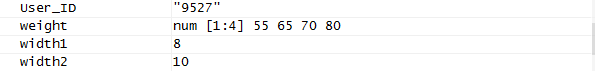 User_ID "9527"
weight num [1:4] 55 65 70 80
width1 8
width2 10